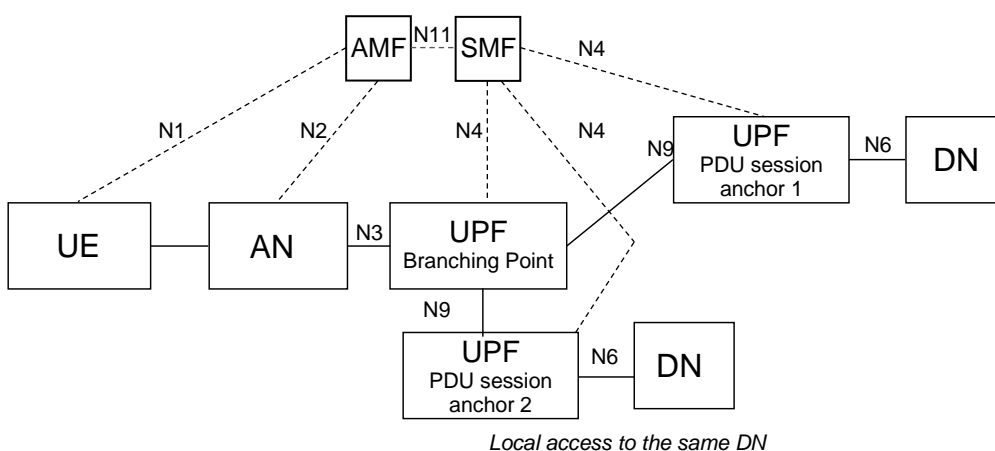 N11
AMF
SMF
N4
N1
N2
N4
N4
UPF
PDU session
anchor 1
N6
DN
N9
UE
AN
N3
UPF
Branching Point
N9
UPF
PDU session
anchor 2
N6
DN
Local access to the same DN